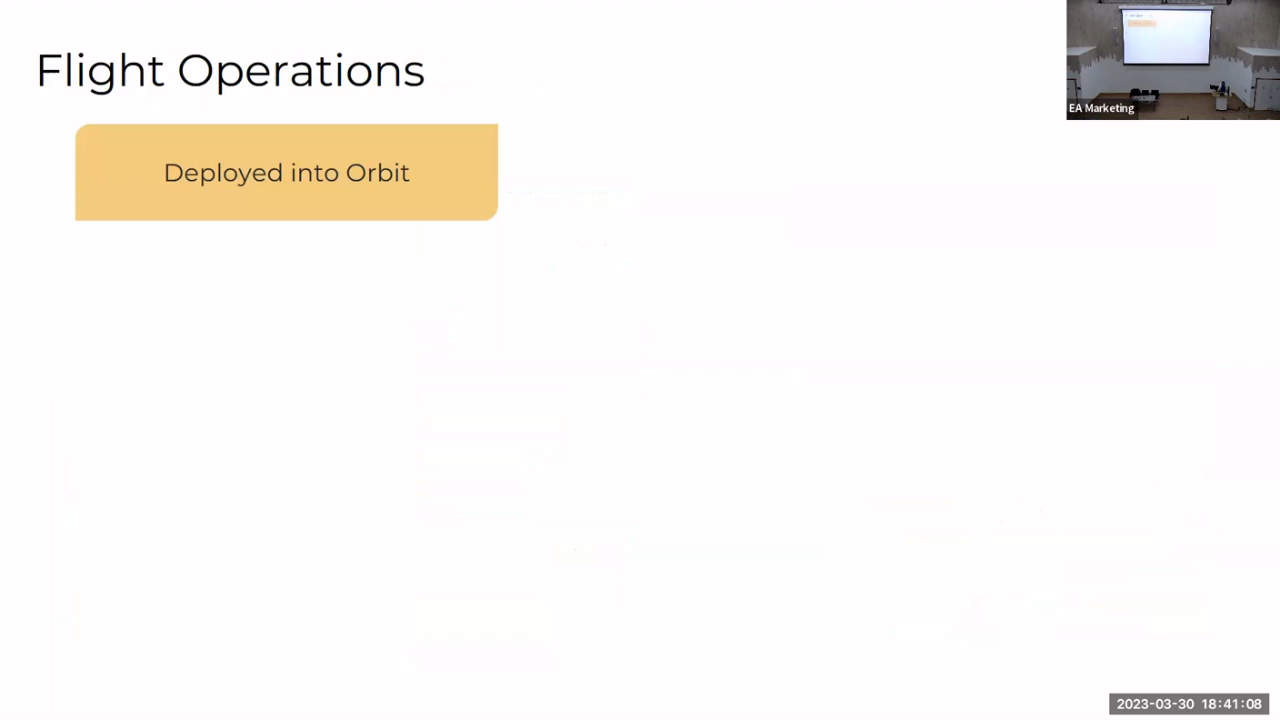 Flight Operations
Deployed into Orbit
EA Marketing
2023-03-30 18:41:08